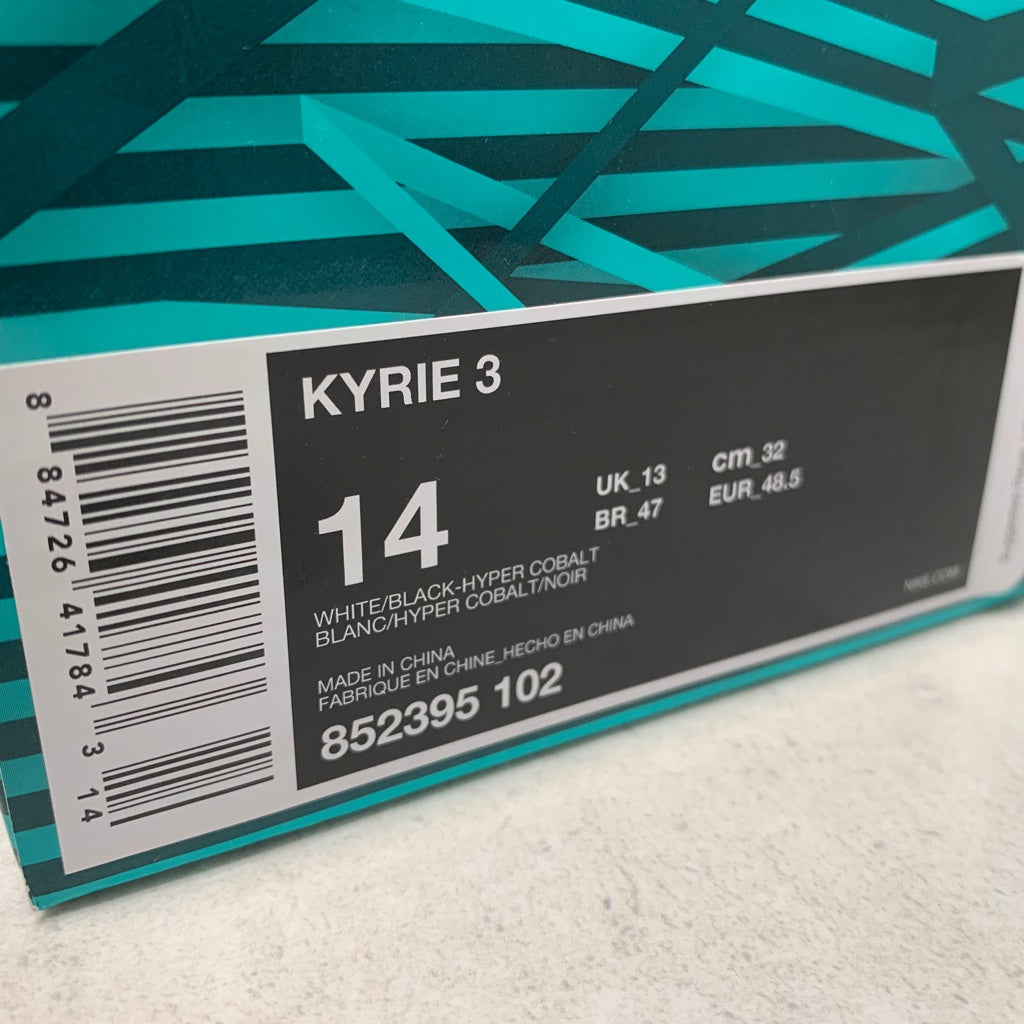 KYRIE 3
14
UK_13 cm_32
BR_47 EUR_48.5
WHITE/BLACK-HYPER COBALT
BLANC/HYPER COBALT/NOIR
MADE IN CHINA
FABRIQUE EN CHINE_HECHO EN CHINA
852395 102
NIKE.COM
8 84726 41784 3 14